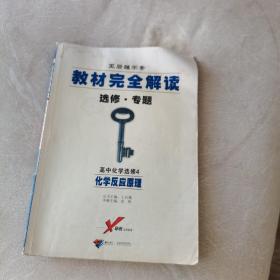 王后雄学案
教材完全解读
选修·专题
高中化学选修4
化学反应原理